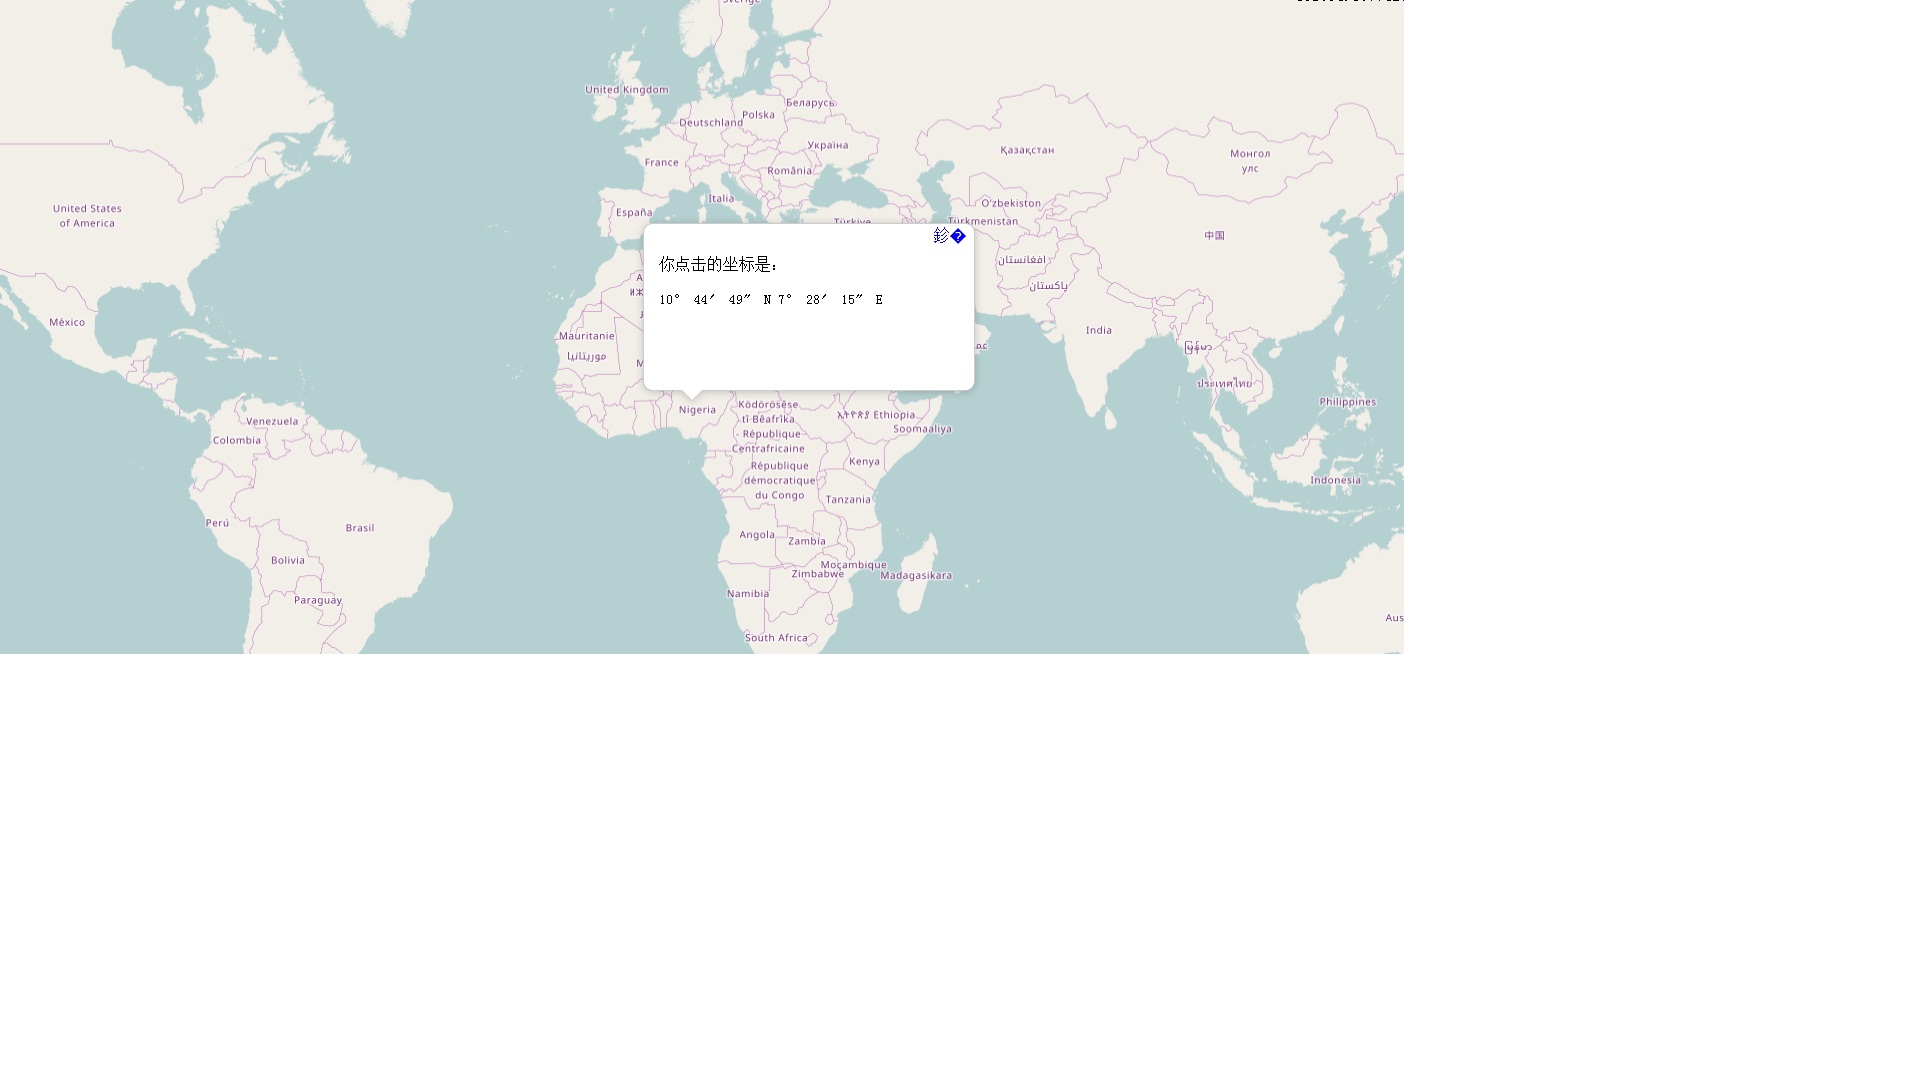 Sverige
United Kingdom
Беларусь
Polska
Deutschland
Україна
Қазақстан
Монгол
улс
France
România
Italia
United States
of America
España
Türkiye
O'zbekiston
Türkmenistan
中国
你点击的坐标是：
10° 44′ 49″ N 7° 28′ 15″ E
افغانستان
پاکستان
México
Mauritanie
موريتانيا
India
မြန်မာ
ประเทศไทย
Philippines
Nigeria
Ködörösêse
tî Bêafrîka
- République
Centrafricaine
ኢትዮጵያ Ethiopia
Soomaaliya
Venezuela
Colombia
Kenya
République
démocratique
du Congo
Tanzania
Indonesia
Perú
Brasil
Angola
Zambia
Bolivia
Moçambique
Zimbabwe
Madagasikara
Namibia
Paraguay
South Africa
Aus